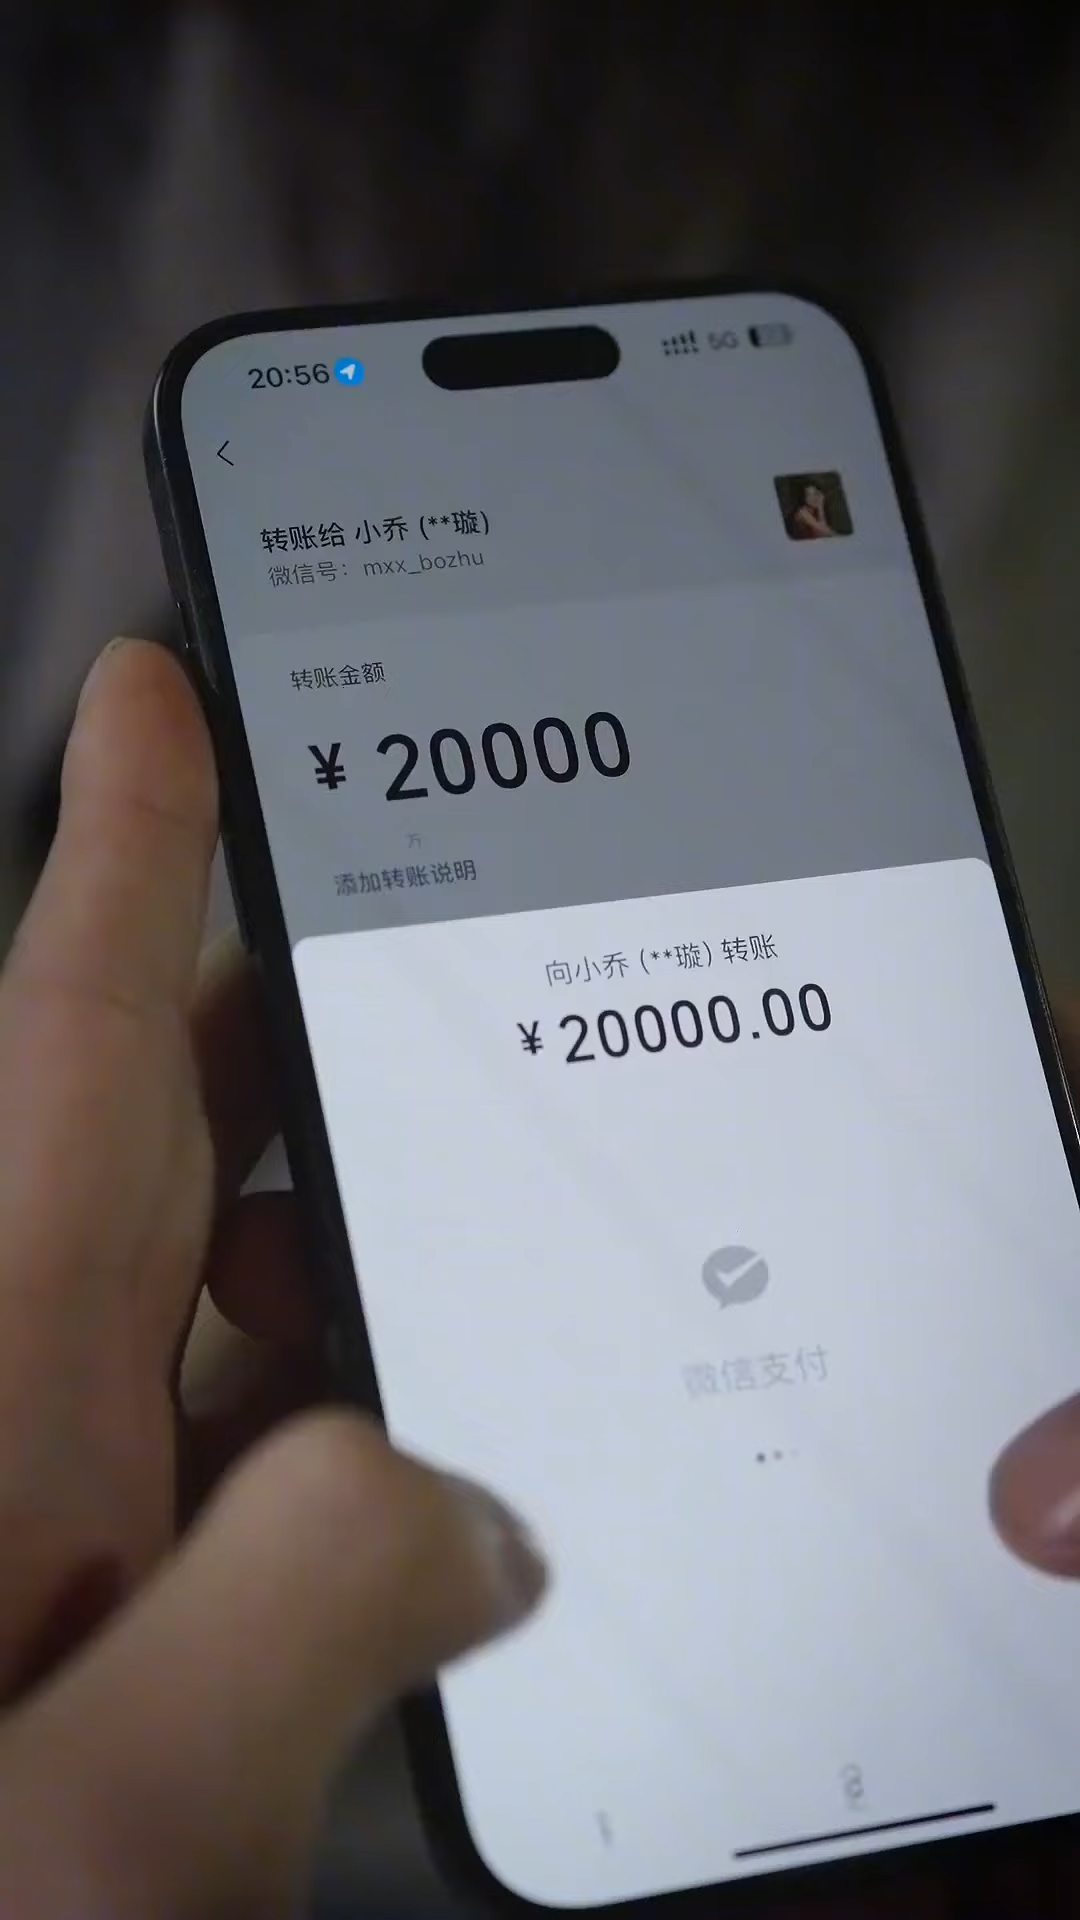 20:56
5G
转账给 小乔 (**璇)
微信号：mxx_bozhu
转账金额
¥ 20000
万
添加转账说明
向小乔 (**璇) 转账
¥ 20000.00
微信支付